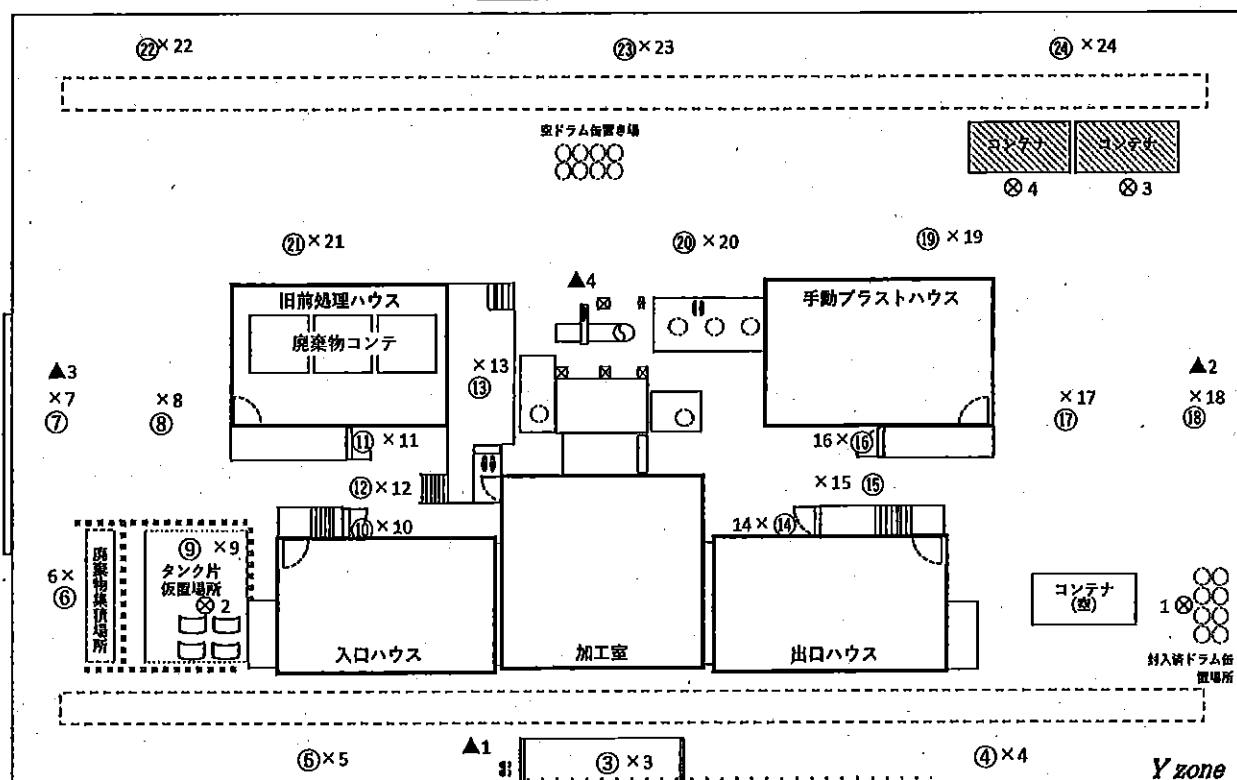 ㉒×22
㉓×23
㉔×24
空ドラム缶置き場
コンテナ
コンテナ
⊗4
⊗3
㉑×21
⑳×20
⑲×19
▲4
旧前処理ハウス
廃棄物コンテ
手動ブラストハウス
▲3
×7
⑦
×8
⑧
×13
⑬
▲2
×17
⑰
×18
⑱
⑪×11
16×⑯
⑫×12
×15⑮
⑩×10
14×⑭
⑨×9
タンク片
仮置場所
⊗2
廃棄物集積場所
6×
⑥
コンテナ
(空)
1⊗
封入済ドラム缶
置場所
入口ハウス
加工室
出口ハウス
⑤×5
▲1
③×3
④×4
Y zone